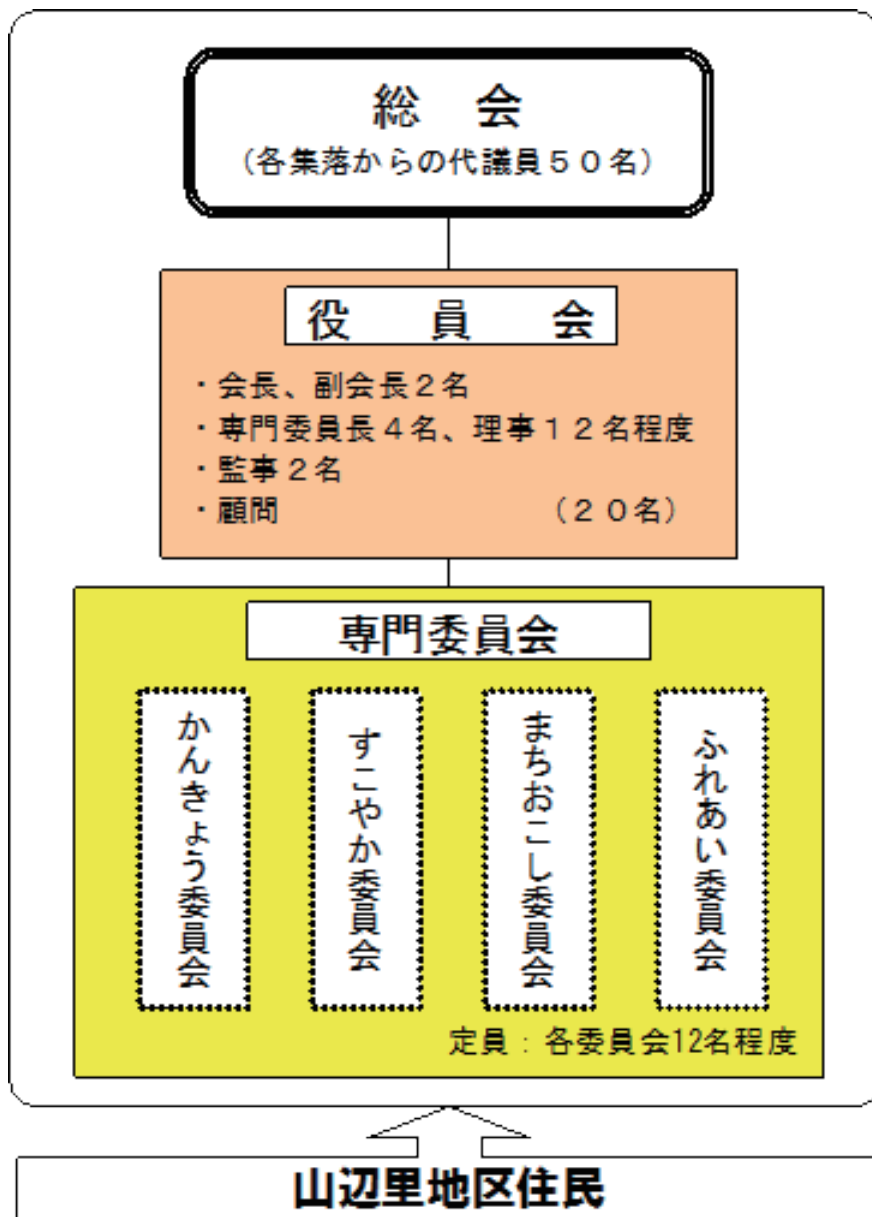 総　会
（各集落からの代議員５０名）
役　員　会
・会長、副会長２名
・専門委員長４名、理事１２名程度
・監事２名
・顧問　　　　　　　（２０名）
専門委員会
かんきょう委員会
すこやか委員会
まちおこし委員会
ふれあい委員会
定員：各委員会12名程度
山辺里地区住民